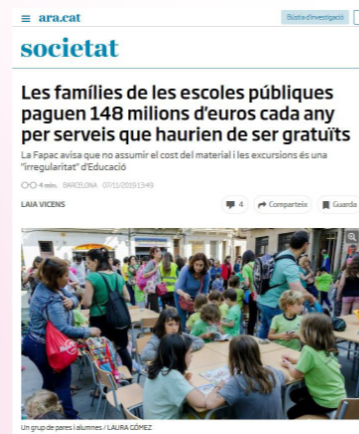 ara.cat
Bústia d'investigació
societat
Les famílies de les escoles públiques
paguen 148 milions d'euros cada any
per serveis que haurien de ser gratuïts
La Fapac avisa que no assumir el cost del material i les excursions és una
"irregularitat" d'Educació
4 min. BARCELONA 07/11/2019 13:49
LAIA VICENS
4 Comparteix Guarda
Un grup de pares i alumnes / LAURA GÓMEZ